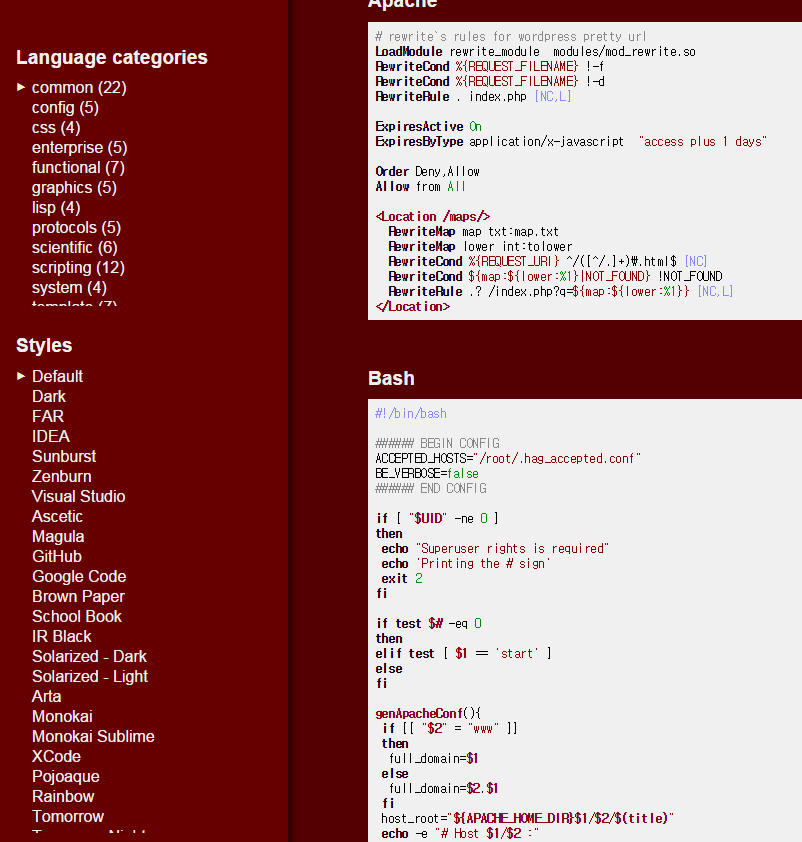 Language categories
common (22)
config (5)
css (4)
enterprise (5)
functional (7)
graphics (5)
lisp (4)
protocols (5)
scientific (6)
scripting (12)
system (4)
template (7)
Styles
Default
Dark
FAR
IDEA
Sunburst
Zenburn
Visual Studio
Ascetic
Magula
GitHub
Google Code
Brown Paper
School Book
IR Black
Solarized - Dark
Solarized - Light
Arta
Monokai
Monokai Sublime
XCode
Pojoaque
Rainbow
Tomorrow
Apache
# rewrite`s rules for wordpress pretty url
LoadModule rewrite_module  modules/mod_rewrite.so
RewriteCond %{REQUEST_FILENAME} !-f
RewriteCond %{REQUEST_FILENAME} !-d
RewriteRule . index.php [NC,L]
ExpiresActive On
ExpiresByType application/x-javascript  "access plus 1 days"
Order Deny,Allow
Allow from All
<Location /maps/>
  RewriteMap map txt:map.txt
  RewriteMap lower int:tolower
  RewriteCond %{REQUEST_URI} ^/([^/.]+)₩.html$ [NC]
  RewriteCond ${map:${lower:%1}|NOT_FOUND} !NOT_FOUND
  RewriteRule .? /index.php?q=${map:${lower:%1}} [NC,L]
</Location>
Bash
#!/bin/bash
###### BEGIN CONFIG
ACCEPTED_HOSTS="/root/.hag_accepted.conf"
BE_VERBOSE=false
###### END CONFIG
if [ "$UID" -ne 0 ]
then
 echo "Superuser rights is required"
 echo 'Printing the # sign'
 exit 2
fi
if test $# -eq 0
then
elif test [ $1 == 'start' ]
else
fi
genApacheConf(){
 if [[ "$2" = "www" ]]
 then
  full_domain=$1
 else
  full_domain=$2.$1
 fi
 host_root="${APACHE_HOME_DIR}$1/$2/$(title)"
 echo -e "# Host $1/$2 :"